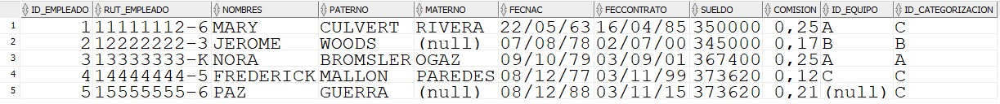 ID_EMPLEADO RUT_EMPLEADO NOMBRES PATERNO MATERNO FECNAC FECCONTRATO SUELDO COMISION ID_EQUIPO ID_CATEGORIZACION
1 1 11111112-6 MARY CULVERT RIVERA 22/05/63 16/04/85 350000 0,25 A C
2 2 12222222-3 JEROME WOODS (null) 07/08/78 02/07/00 345000 0,17 B B
3 3 13333333-K NORA BROMSLER OGAZ 09/10/79 03/09/01 367400 0,25 A A
4 4 14444444-5 FREDERICK MALLON PAREDES 08/12/77 03/11/99 373620 0,12 C C
5 5 15555555-6 PAZ GUERRA (null) 08/12/88 03/11/15 373620 0,21 (null) C